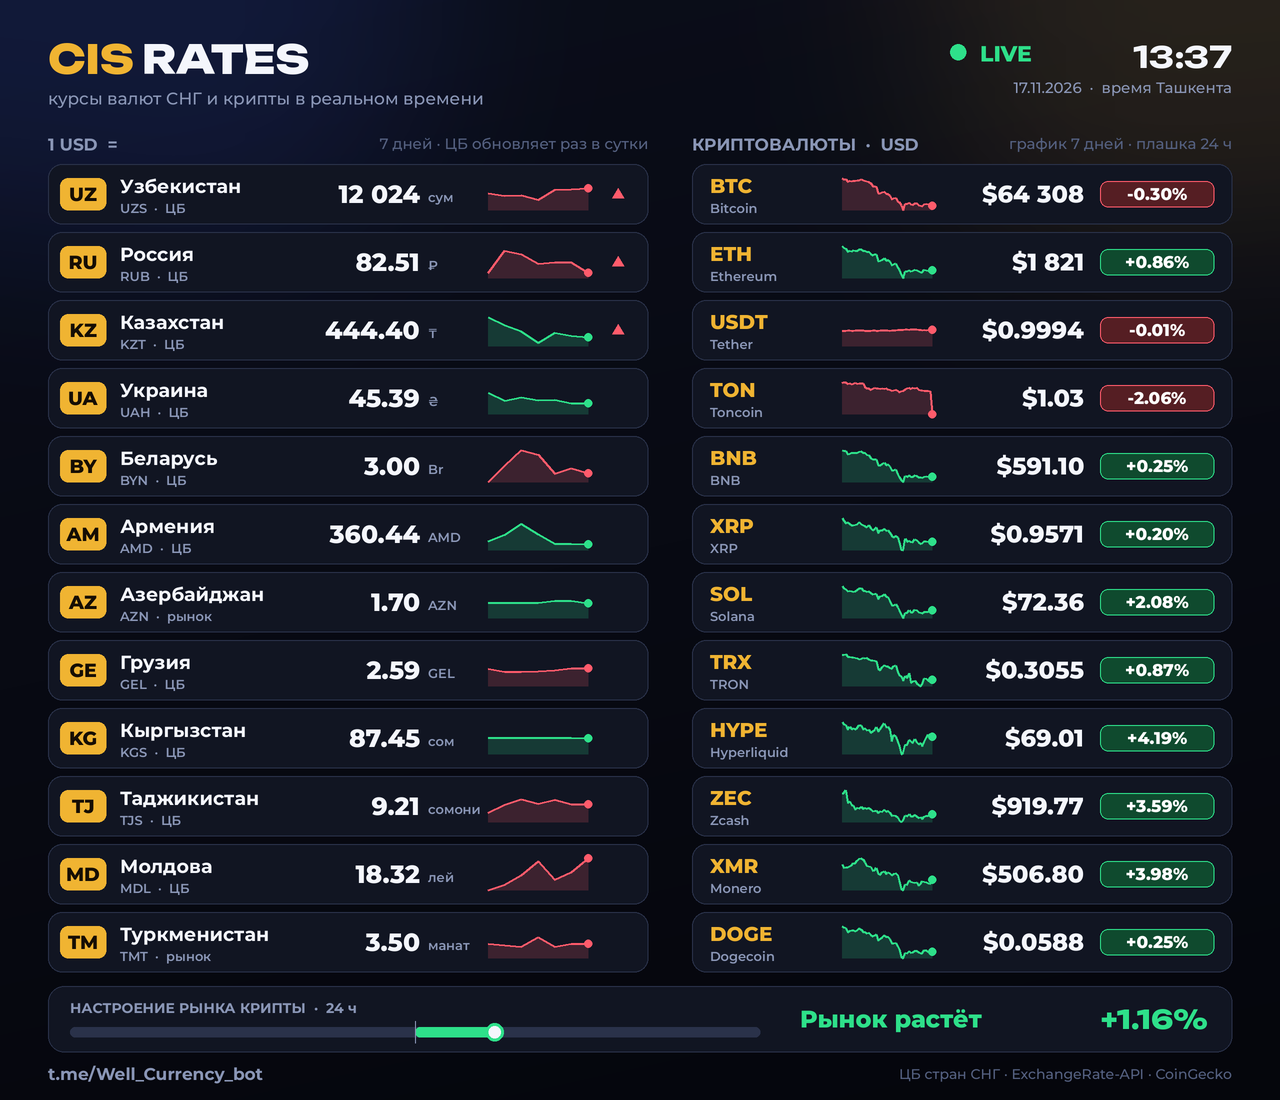 CIS RATES
LIVE
13:37
курсы валют СНГ и крипты в реальном времени
17.11.2026 · время Ташкента
1 USD =
7 дней · ЦБ обновляет раз в сутки
UZ Узбекистан 12 024 сум
UZS · ЦБ
RU Россия 82.51 ₽
RUB · ЦБ
KZ Казахстан 444.40 ₸
KZT · ЦБ
UA Украина 45.39 ₴
UAH · ЦБ
BY Беларусь 3.00 Br
BYN · ЦБ
AM Армения 360.44 AMD
AMD · ЦБ
AZ Азербайджан 1.70 AZN
AZN · рынок
GE Грузия 2.59 GEL
GEL · ЦБ
KG Кыргызстан 87.45 сом
KGS · ЦБ
TJ Таджикистан 9.21 сомони
TJS · ЦБ
MD Молдова 18.32 лей
MDL · ЦБ
TM Туркменистан 3.50 манат
TMT · рынок
КРИПТОВАЛЮТЫ · USD
график 7 дней · плашка 24 ч
BTC $64 308 -0.30%
Bitcoin
ETH $1 821 +0.86%
Ethereum
USDT $0.9994 -0.01%
Tether
TON $1.03 -2.06%
Toncoin
BNB $591.10 +0.25%
BNB
XRP $0.9571 +0.20%
XRP
SOL $72.36 +2.08%
Solana
TRX $0.3055 +0.87%
TRON
HYPE $69.01 +4.19%
Hyperliquid
ZEC $919.77 +3.59%
Zcash
XMR $506.80 +3.98%
Monero
DOGE $0.0588 +0.25%
Dogecoin
НАСТРОЕНИЕ РЫНКА КРИПТЫ · 24 ч
Рынок растёт
+1.16%
t.me/Well_Currency_bot
ЦБ стран СНГ · ExchangeRate-API · CoinGecko